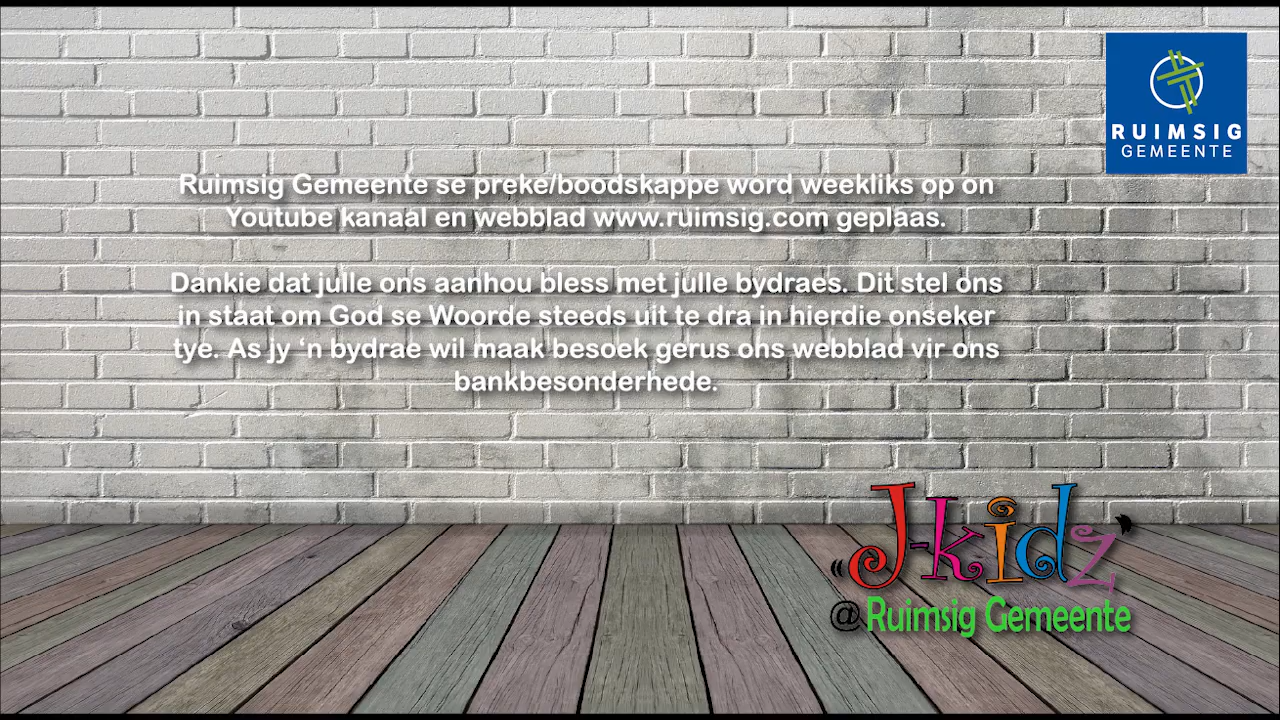 RUIMSIG
GEMEENTE
Ruimsig Gemeente se preke/boodskappe word weekliks op on
Youtube kanaal en webblad www.ruimsig.com geplaas.
Dankie dat julle ons aanhou bless met julle bydraes. Dit stel ons
in staat om God se Woorde steeds uit te dra in hierdie onseker
tye. As jy ‘n bydrae wil maak besoek gerus ons webblad vir ons
bankbesonderhede.
J-kidz
@Ruimsig Gemeente